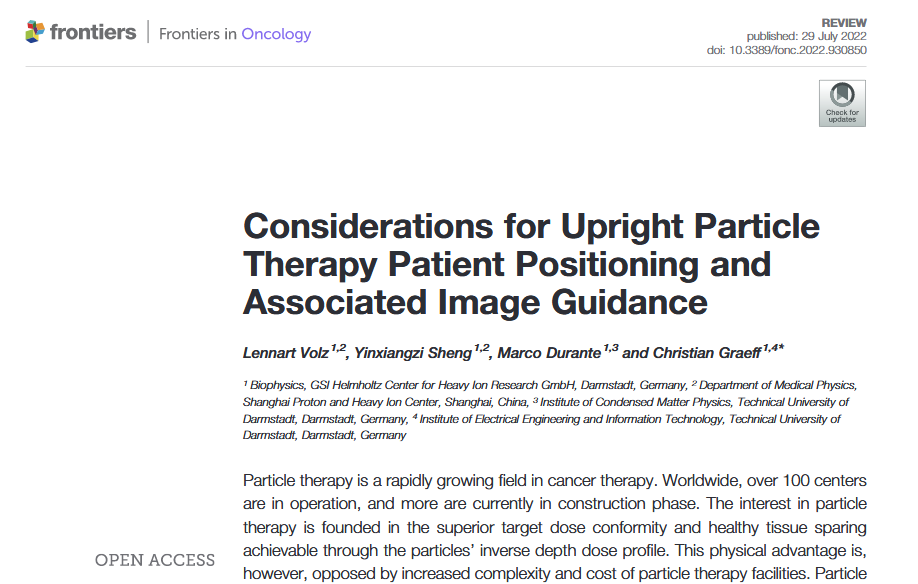 frontiers | Frontiers in Oncology
REVIEW
published: 29 July 2022
doi: 10.3389/fonc.2022.930850
Check for
updates
Considerations for Upright Particle
Therapy Patient Positioning and
Associated Image Guidance
Lennart Volz 1,2, Yinxiangzi Sheng 1,2, Marco Durante 1,3 and Christian Graeff 1,4*
1 Biophysics, GSI Helmholtz Center for Heavy Ion Research GmbH, Darmstadt, Germany, 2 Department of Medical Physics,
Shanghai Proton and Heavy Ion Center, Shanghai, China, 3 Institute of Condensed Matter Physics, Technical University of
Darmstadt, Darmstadt, Germany, 4 Institute of Electrical Engineering and Information Technology, Technical University of
Darmstadt, Darmstadt, Germany
Particle therapy is a rapidly growing field in cancer therapy. Worldwide, over 100 centers
are in operation, and more are currently in construction phase. The interest in particle
therapy is founded in the superior target dose conformity and healthy tissue sparing
achievable through the particles' inverse depth dose profile. This physical advantage is,
however, opposed by increased complexity and cost of particle therapy facilities. Particle
OPEN ACCESS